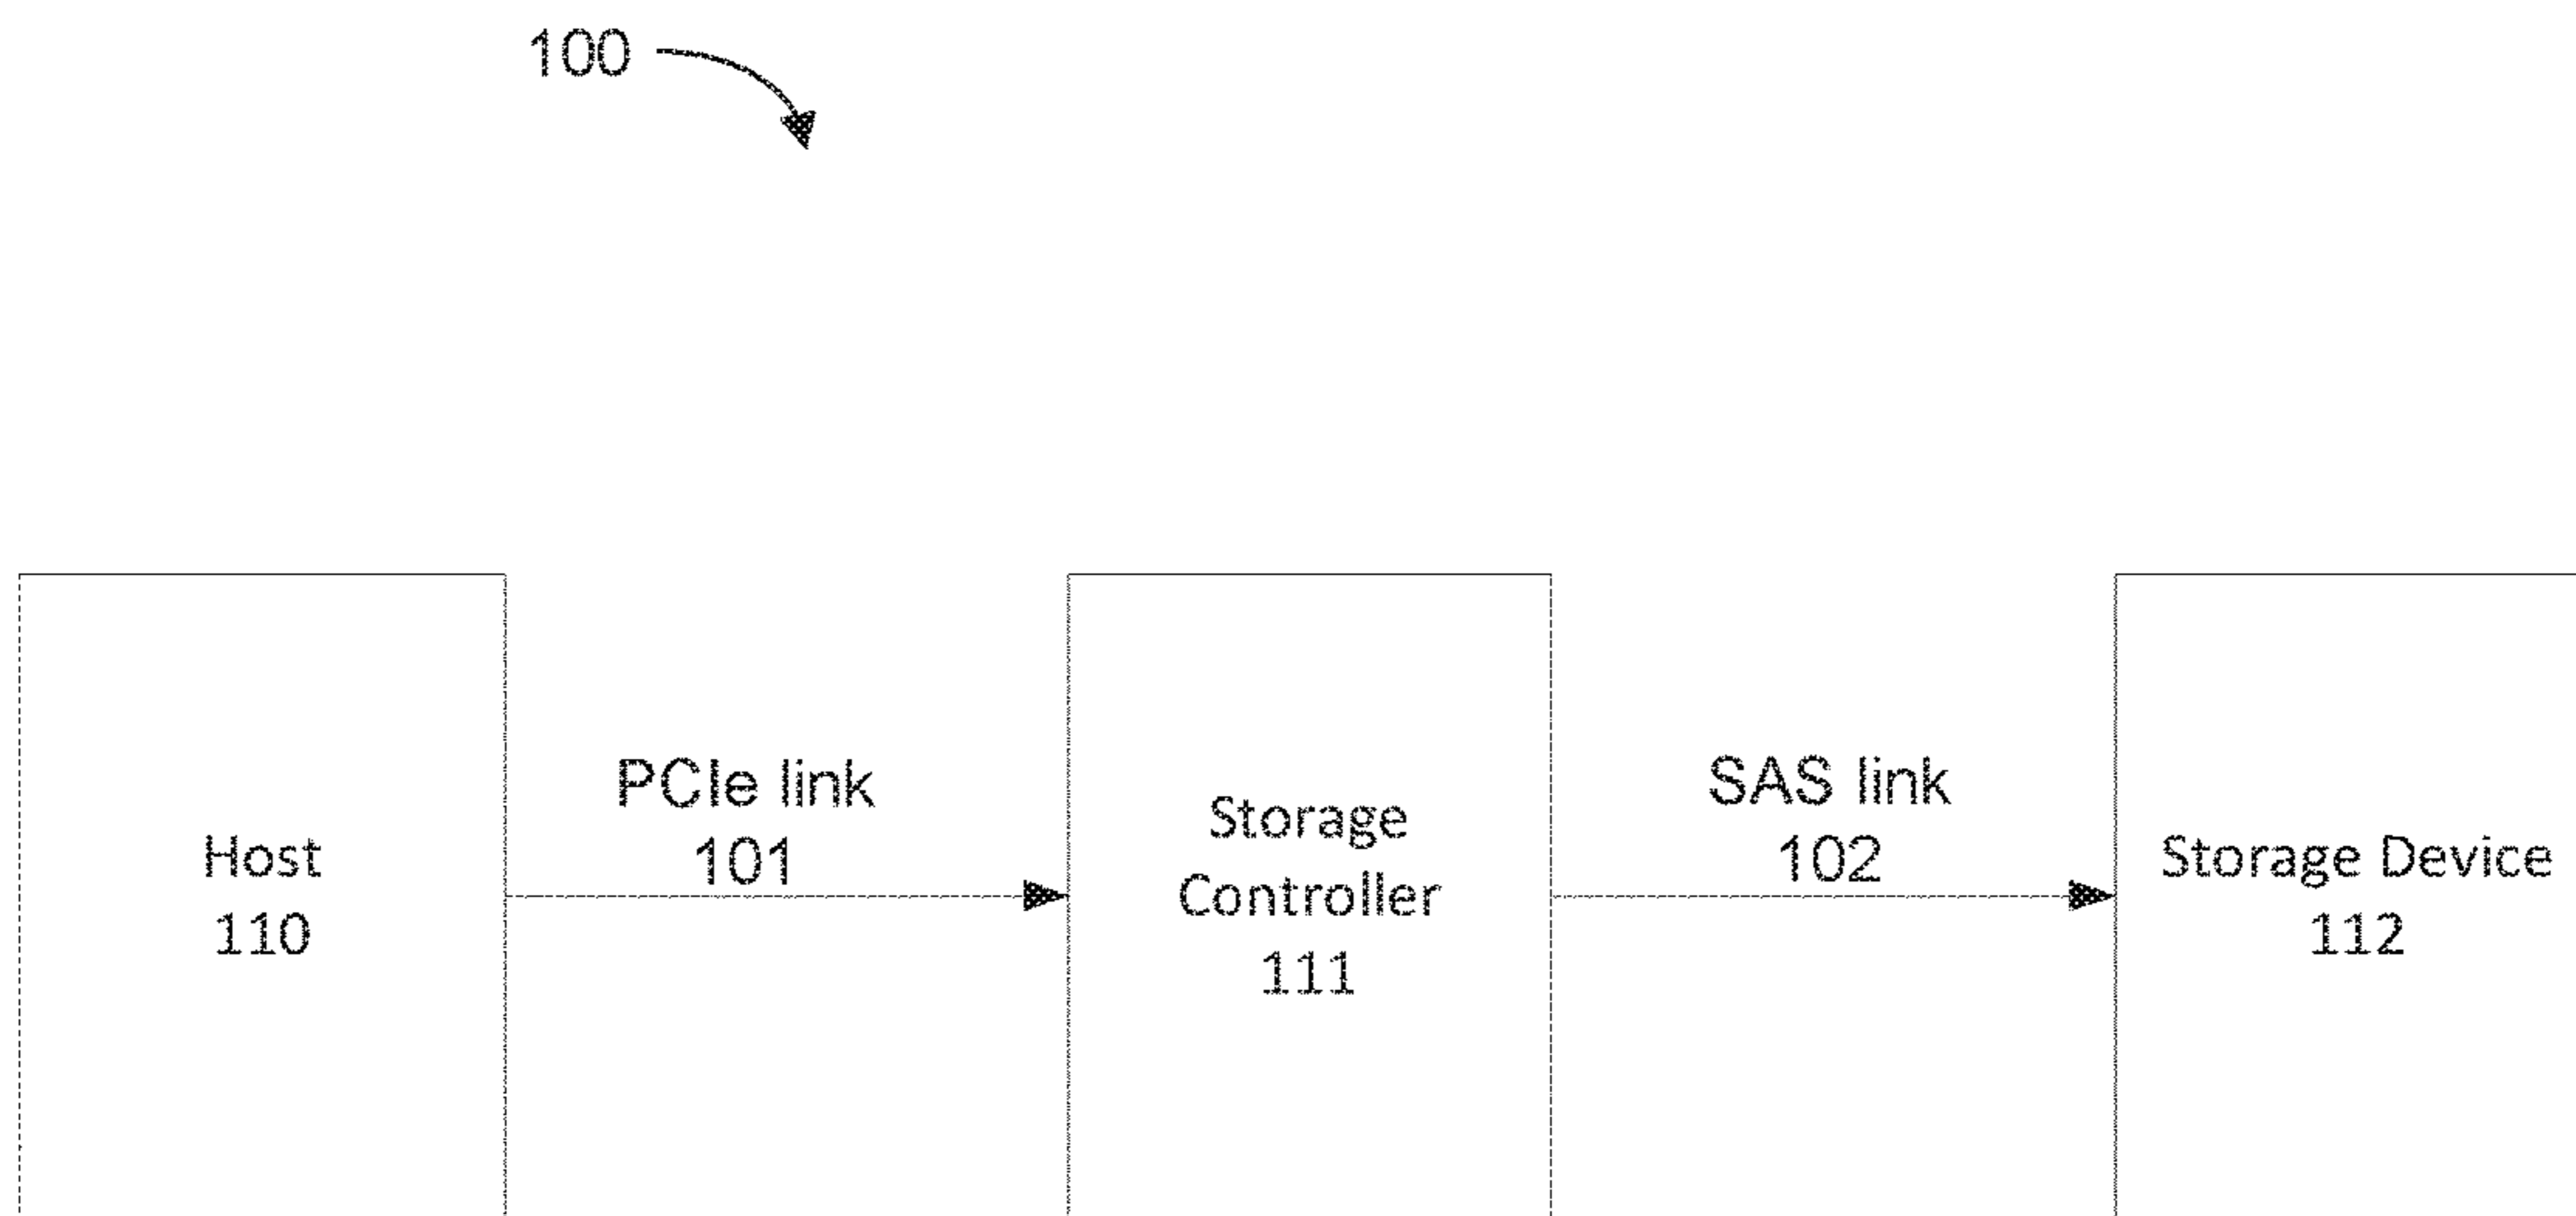 100
Host
110
PCIe link
101
Storage
Controller
111
SAS link
102
Storage Device
112